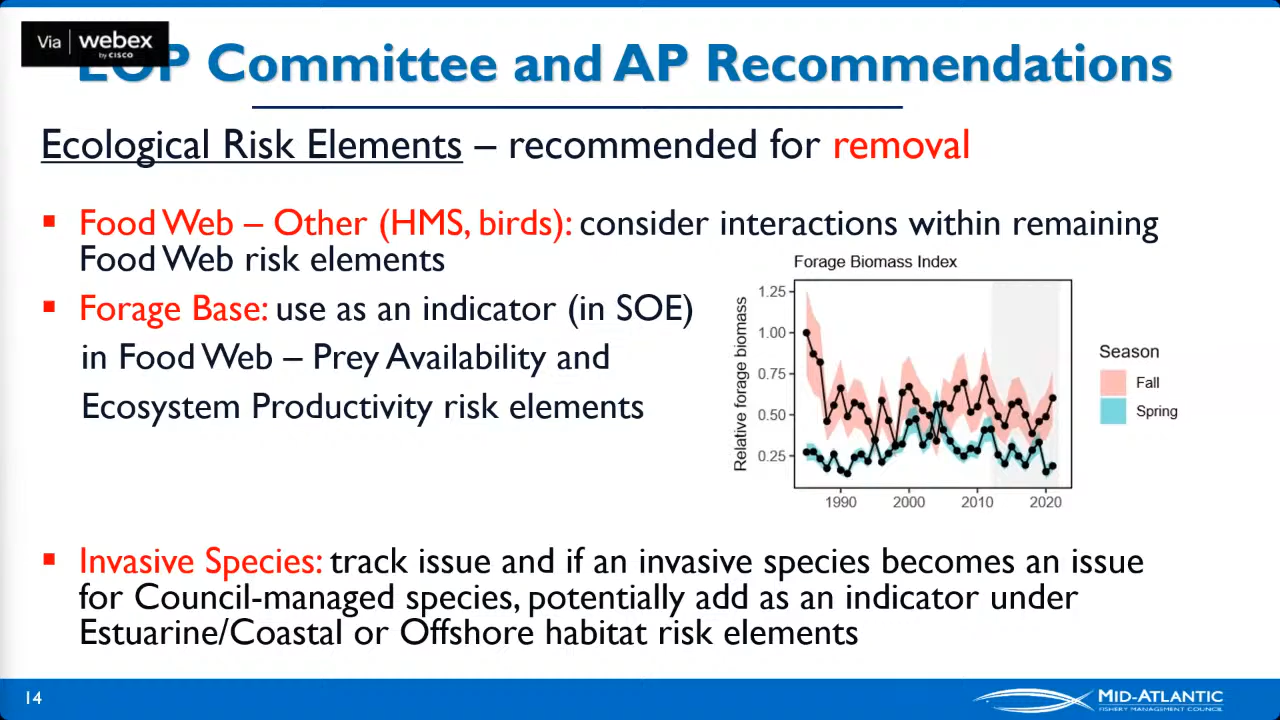 Via webex
by CISCO
Committee and AP Recommendations
Ecological Risk Elements – recommended for removal
▪ Food Web – Other (HMS, birds): consider interactions within remaining
Food Web risk elements
▪ Forage Base: use as an indicator (in SOE)
in Food Web – Prey Availability and
Ecosystem Productivity risk elements
Forage Biomass Index
Relative forage biomass
1.25
1.00
0.75
0.50
0.25
1990 2000 2010 2020
Season
Fall
Spring
▪ Invasive Species: track issue and if an invasive species becomes an issue
for Council-managed species, potentially add as an indicator under
Estuarine/Coastal or Offshore habitat risk elements
14
MID-ATLANTIC
FISHERY MANAGEMENT COUNCIL